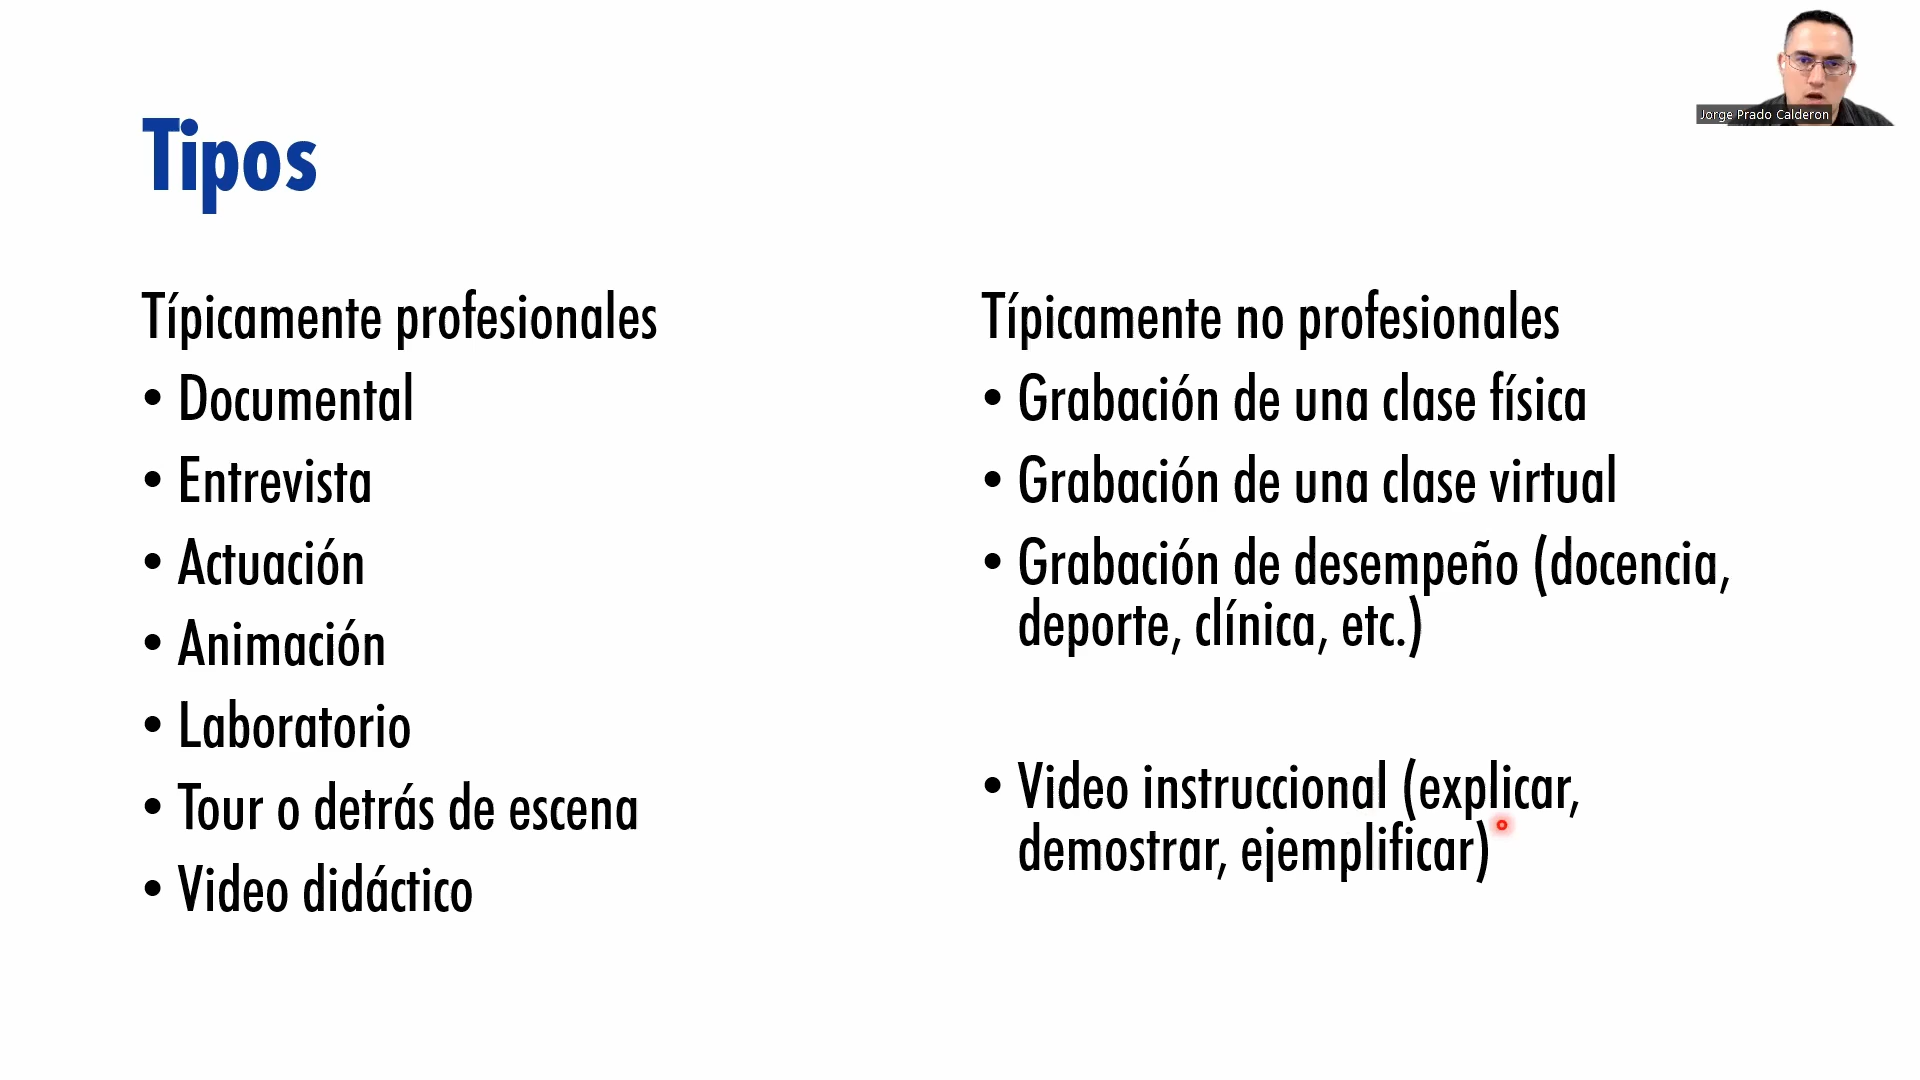 Jorge Prado Calderon
Tipos
Típicamente profesionales
• Documental
• Entrevista
• Actuación
• Animación
• Laboratorio
• Tour o detrás de escena
• Video didáctico
Típicamente no profesionales
• Grabación de una clase física
• Grabación de una clase virtual
• Grabación de desempeño (docencia,
deporte, clínica, etc.)
• Video instruccional (explicar,
demostrar, ejemplificar)